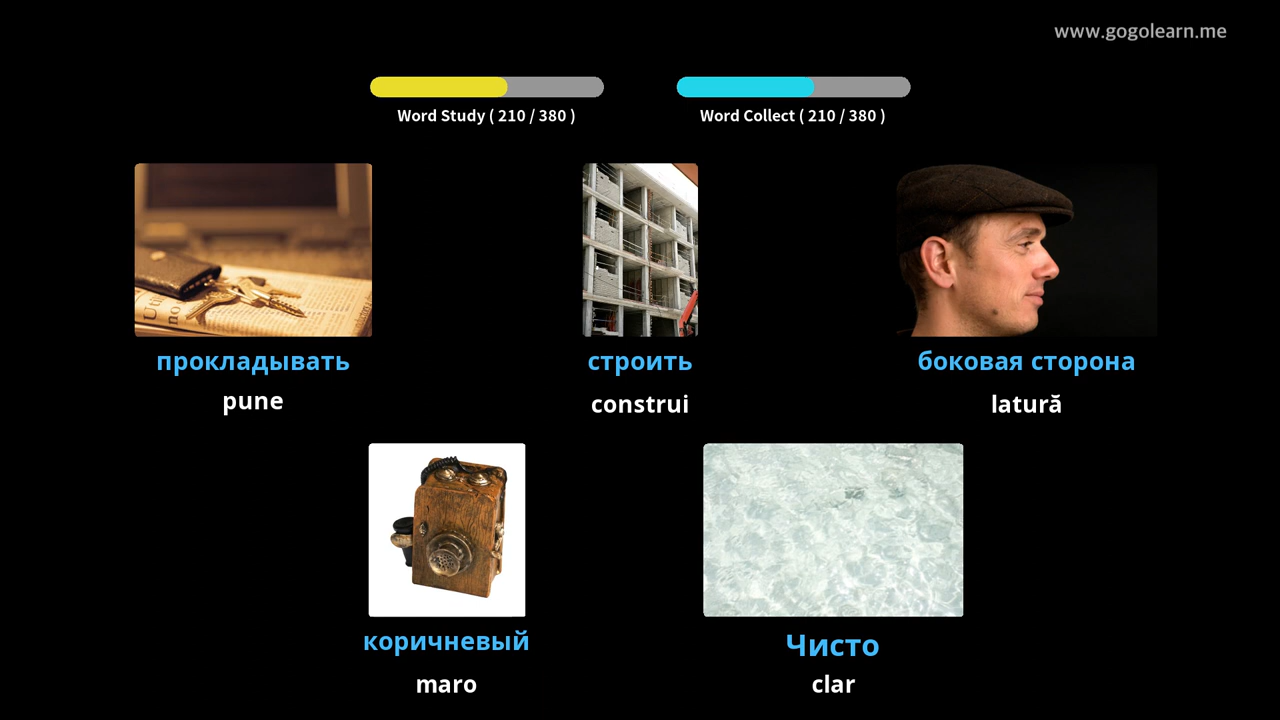 www.gogolearn.me
Word Study ( 210 / 380 )
Word Collect ( 210 / 380 )
прокладывать
pune
строить
construi
боковая сторона
latură
коричневый
maro
Чисто
clar